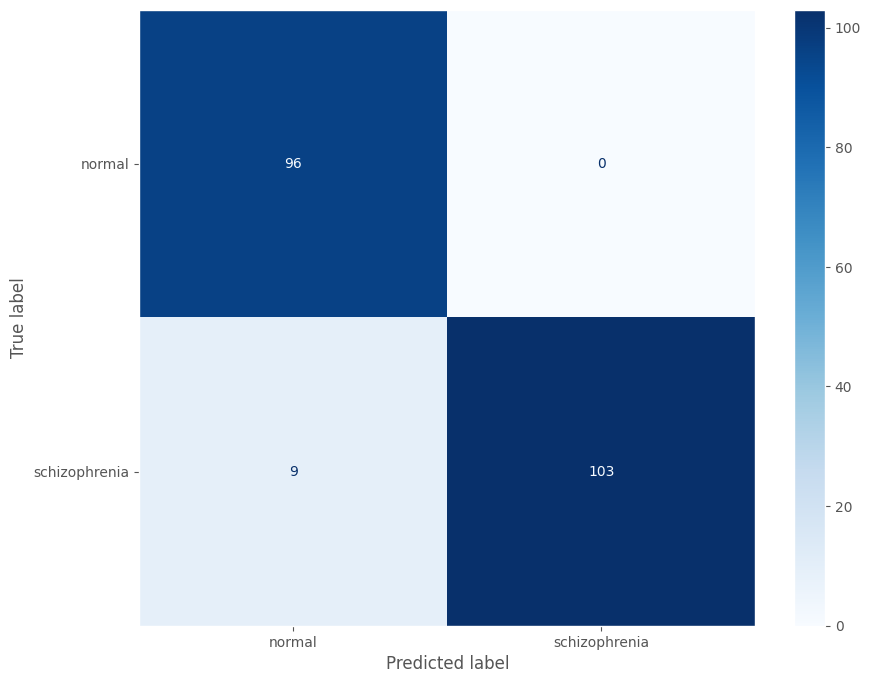 100
80
60
40
20
0
True label
normal
schizophrenia
96
0
9
103
normal
schizophrenia
Predicted label